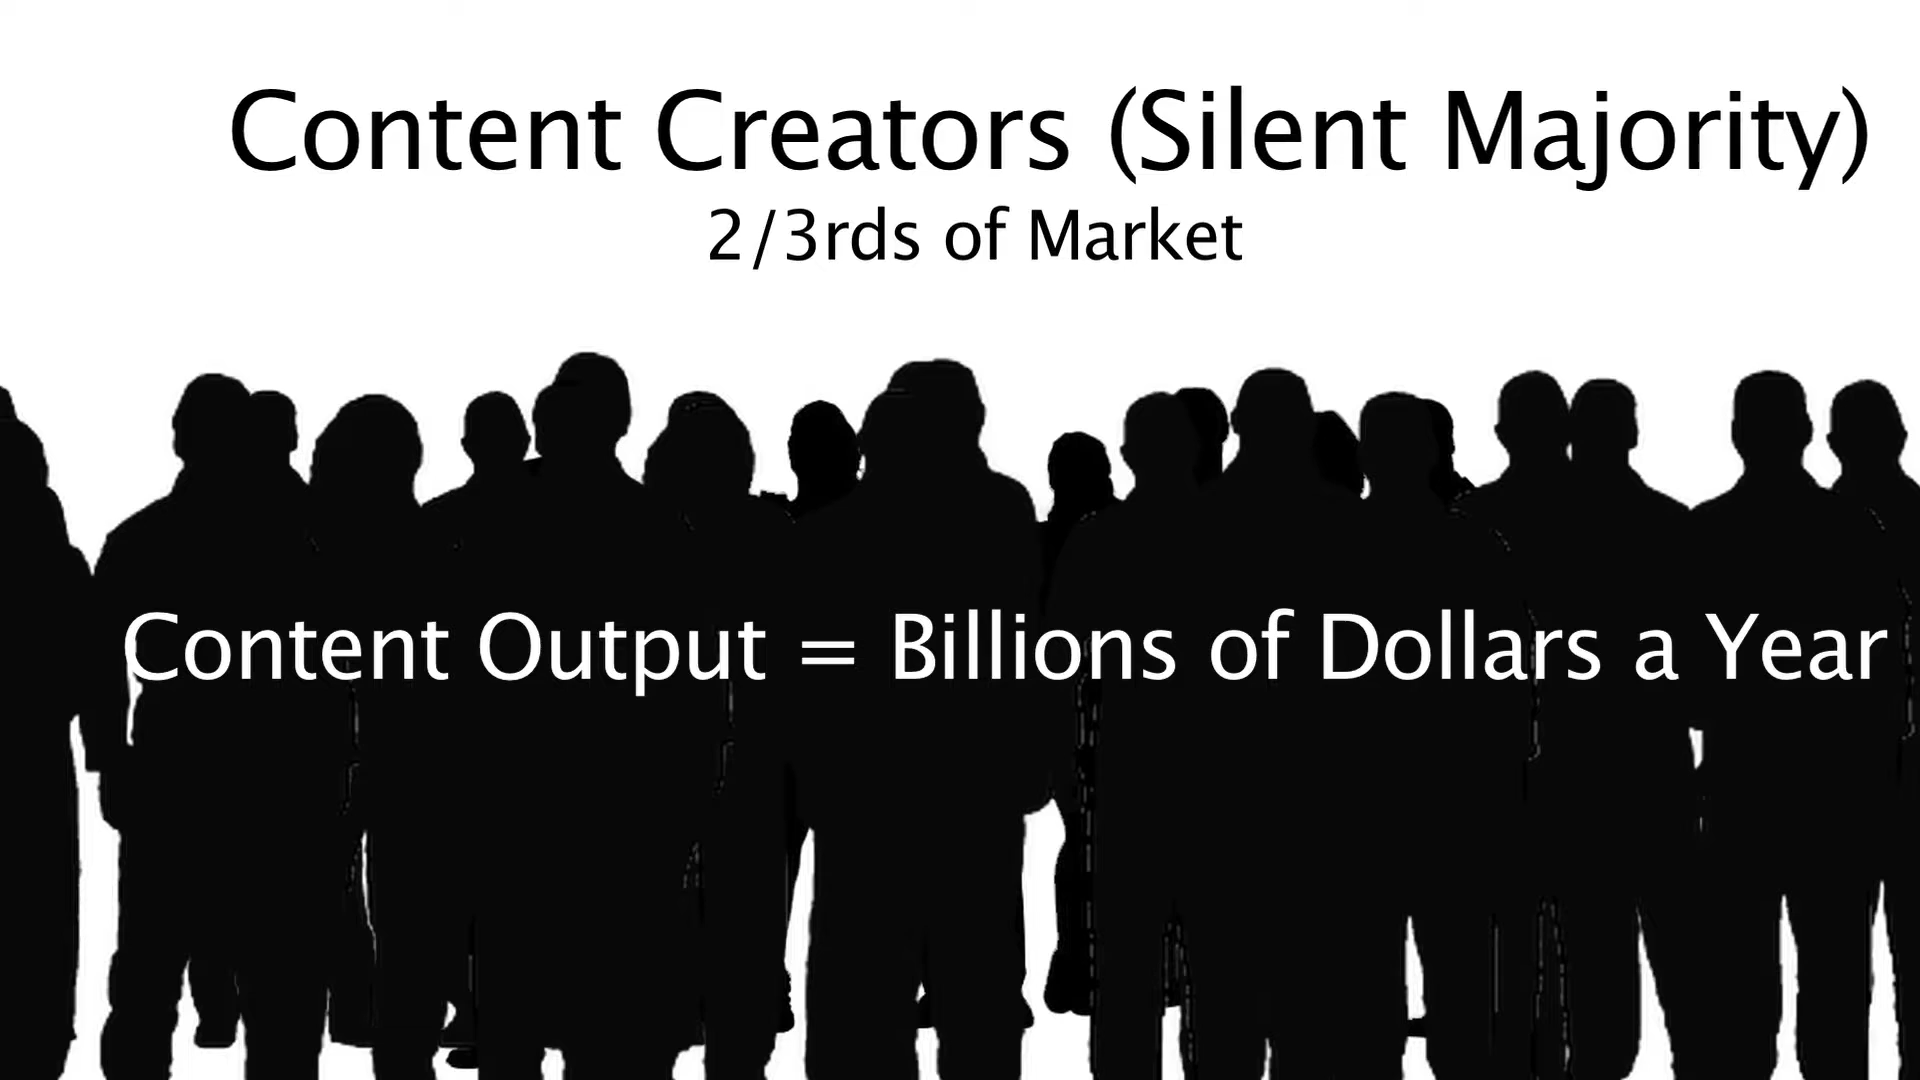 Content Creators (Silent Majority)
2/3rds of Market
Content Output = Billions of Dollars a Year